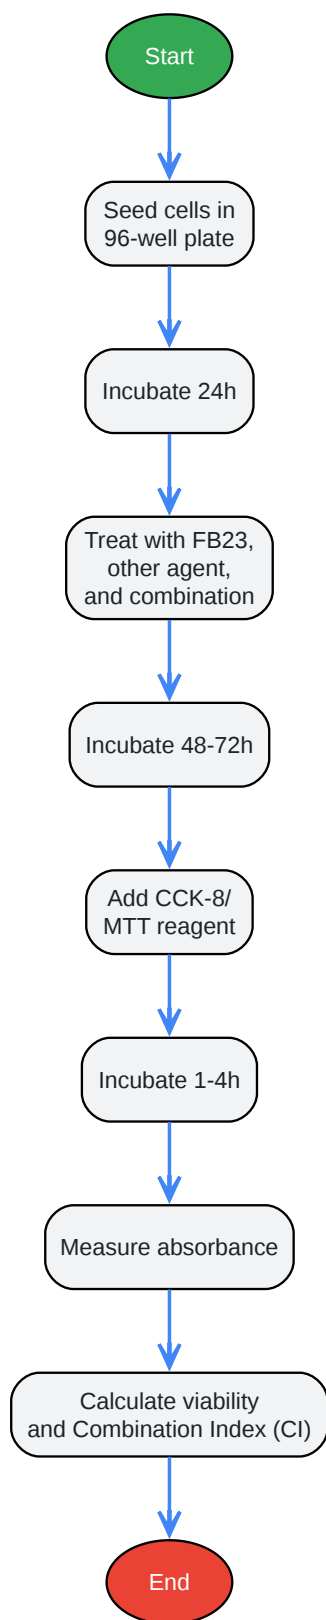 Start
Seed cells in
96-well plate
Incubate 24h
Treat with FB23,
other agent,
and combination
Incubate 48-72h
Add CCK-8/
MTT reagent
Incubate 1-4h
Measure absorbance
Calculate viability
and Combination Index (CI)
End